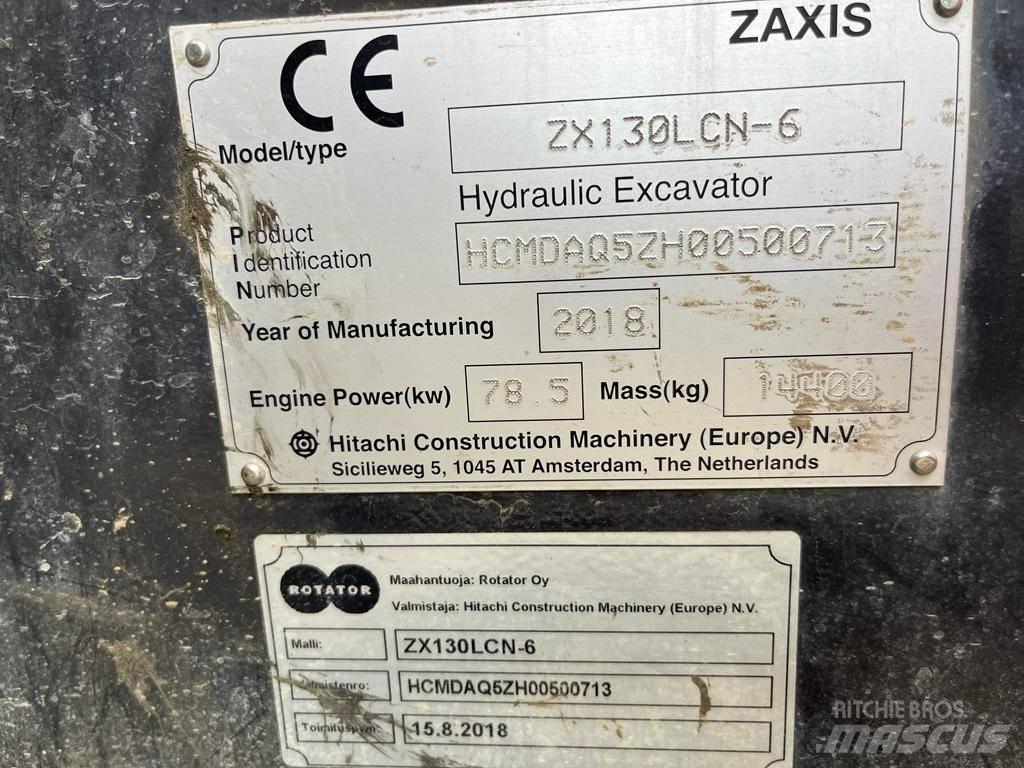 ZAXIS
CE
Model/type ZX130LCN-6
Hydraulic Excavator
Product
Identification HCMDAQ5ZH00500713
Number
Year of Manufacturing 2018
Engine Power(kw) 78.5 Mass(kg) 14400
Hitachi Construction Machinery (Europe) N.V.
Sicilieweg 5, 1045 AT Amsterdam, The Netherlands
ROTATOR
Maahantuoja: Rotator Oy
Valmistaja: Hitachi Construction Machinery (Europe) N.V.
Malli: ZX130LCN-6
Valmistenro: HCMDAQ5ZH00500713
Toimituspvm: 15.8.2018
RITCHIE BROS
MASCUS